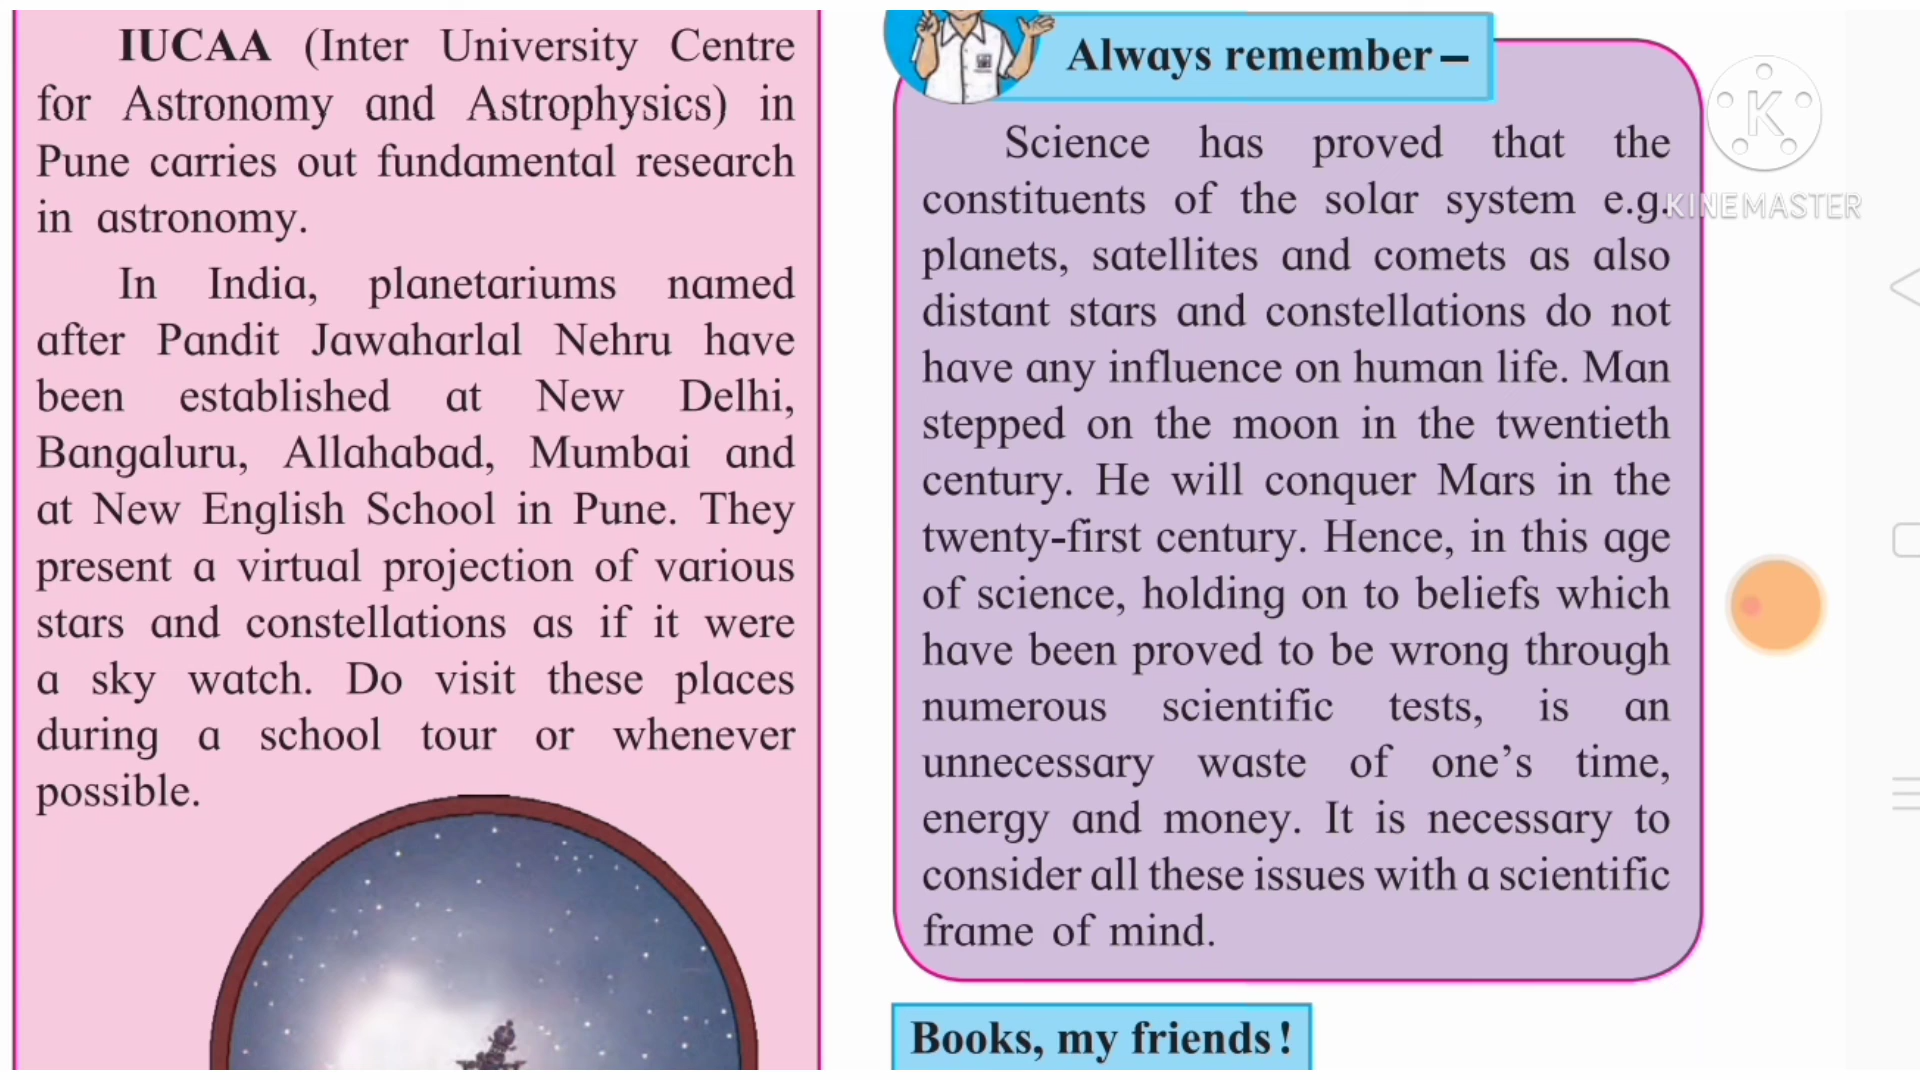 IUCAA (Inter University Centre
for Astronomy and Astrophysics) in
Pune carries out fundamental research
in astronomy.
In India, planetariums named
after Pandit Jawaharlal Nehru have
been established at New Delhi,
Bangaluru, Allahabad, Mumbai and
at New English School in Pune. They
present a virtual projection of various
stars and constellations as if it were
a sky watch. Do visit these places
during a school tour or whenever
possible.
Always remember –
Science has proved that the
constituents of the solar system e.g.
planets, satellites and comets as also
distant stars and constellations do not
have any influence on human life. Man
stepped on the moon in the twentieth
century. He will conquer Mars in the
twenty-first century. Hence, in this age
of science, holding on to beliefs which
have been proved to be wrong through
numerous scientific tests, is an
unnecessary waste of one’s time,
energy and money. It is necessary to
consider all these issues with a scientific
frame of mind.
Books, my friends !
K
KINEMASTER